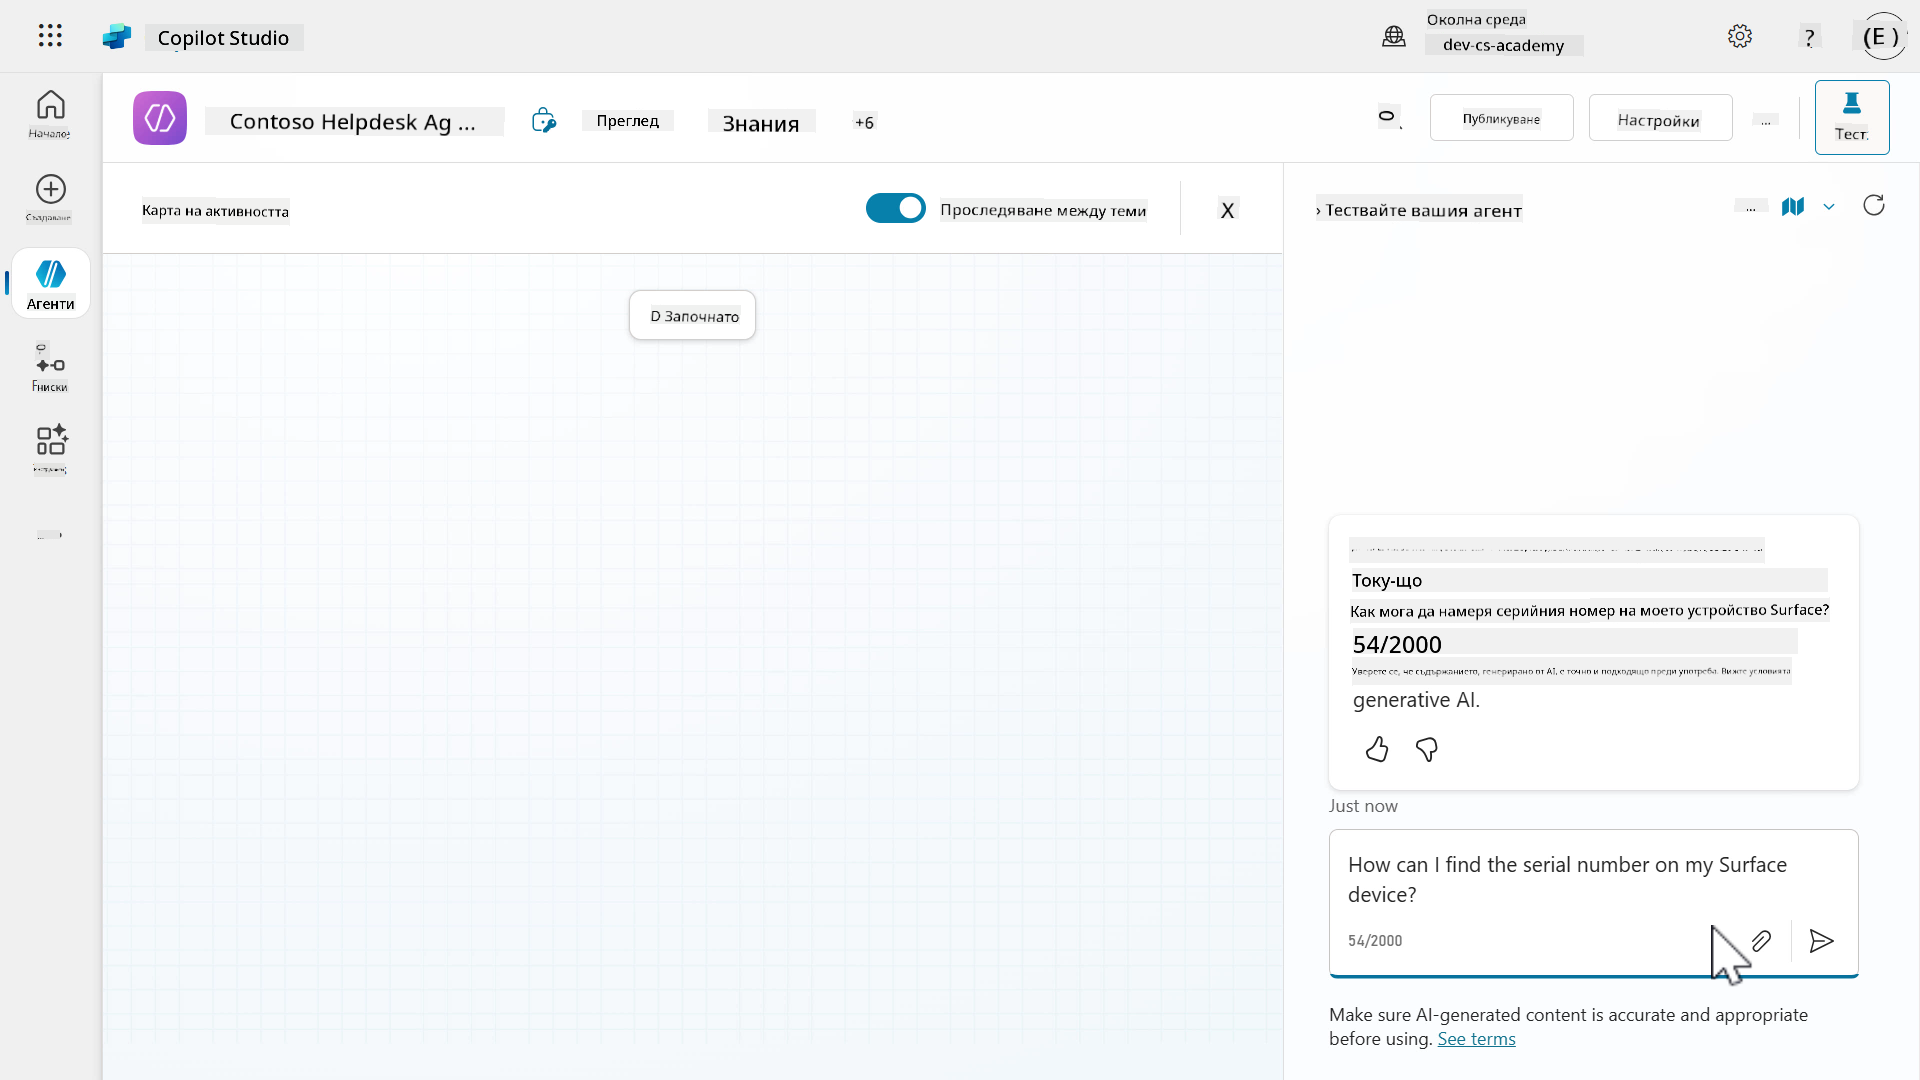 Copilot Studio
Околна среда
dev-cs-academy
?
(E )
Contoso Helpdesk Ag ...
Преглед
Знания
+6
Публикуване
Настройки
...
Тест.
Създаване
Агенти
Карта на активността
Проследяване между теми
X
› Тествайте вашия агент
...
D Започнато
Току-що
Как мога да намеря серийния номер на моето устройство Surface?
54/2000
Уверете се, че съдържанието, генерирано от AI, е точно и подходящо преди употреба. Вижте условията
generative AI.
Just now
How can I find the serial number on my Surface
device?
54/2000
Make sure AI-generated content is accurate and appropriate
before using. See terms